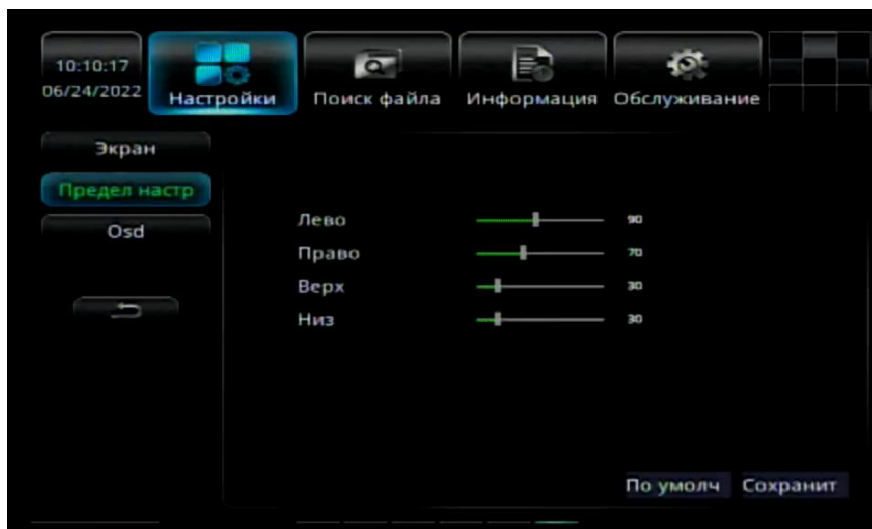 10:10:17
06/24/2022
Настройки
Поиск файла
Информация
Обслуживание
Экран
Предел настр
Osd
Лево 90
Право 70
Верх 30
Низ 30
По умолч Сохранит